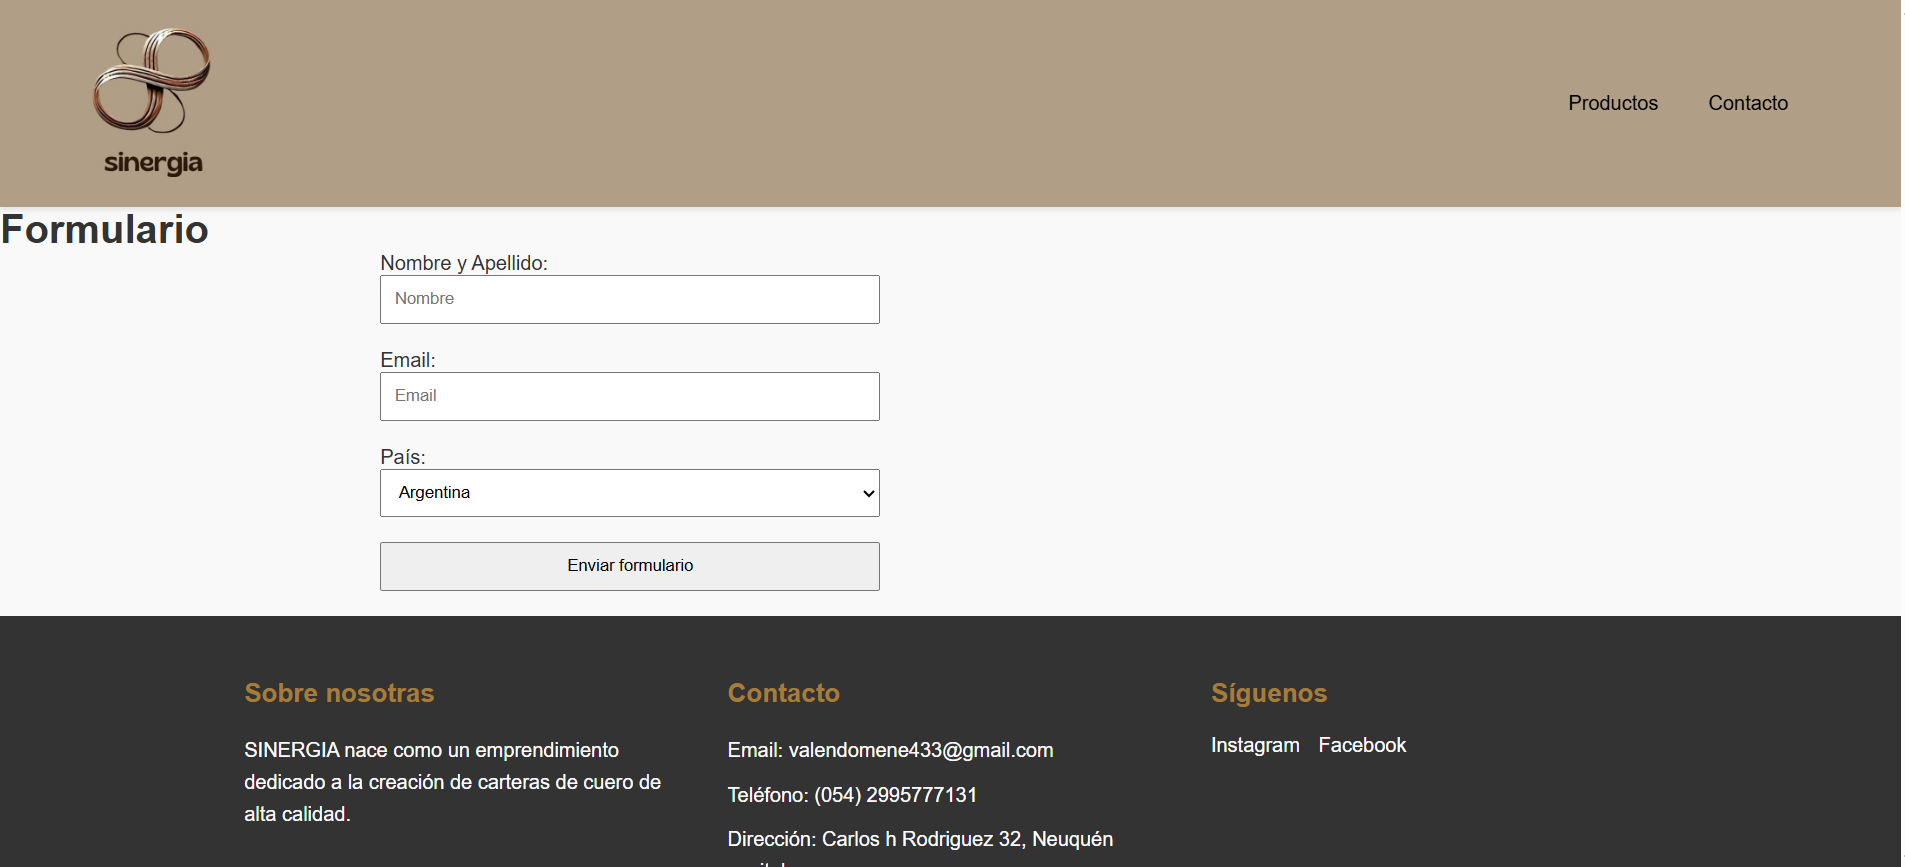 sinergia
Productos
Contacto
Formulario
Nombre y Apellido:
Nombre
Email:
Email
País:
Argentina
Enviar formulario
Sobre nosotras
SINERGIA nace como un emprendimiento
dedicado a la creación de carteras de cuero de
alta calidad.
Contacto
Email: valendomene433@gmail.com
Teléfono: (054) 2995777131
Dirección: Carlos h Rodriguez 32, Neuquén
Síguenos
Instagram Facebook